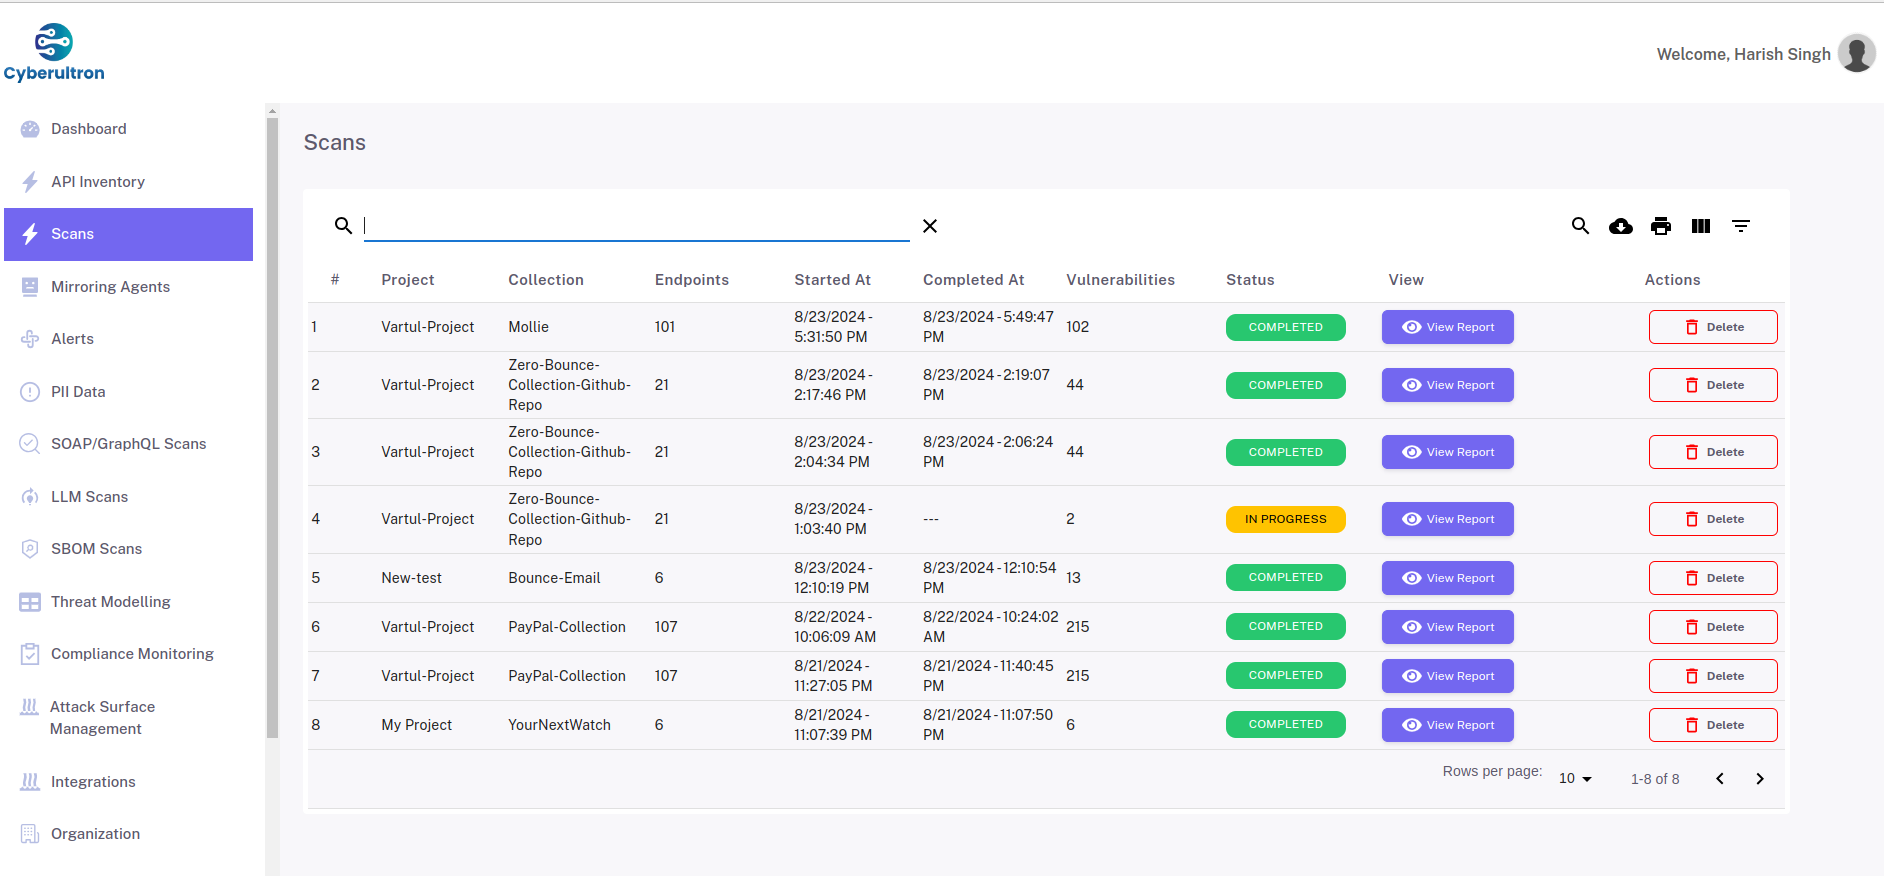 Cyberultron
Welcome, Harish Singh
Dashboard
API Inventory
Scans
Mirroring Agents
Alerts
PII Data
SOAP/GraphQL Scans
LLM Scans
SBOM Scans
Threat Modelling
Compliance Monitoring
Attack Surface
Management
Integrations
Organization
Scans
# Project Collection Endpoints Started At Completed At Vulnerabilities Status View Actions
1 Vartul-Project Mollie 101 8/23/2024 - 8/23/2024 - 5:49:47 102 COMPLETED View Report Delete
5:31:50 PM PM
Zero-Bounce-
2 Vartul-Project Collection-Github- 21 8/23/2024 - 8/23/2024 - 2:19:07 44 COMPLETED View Report Delete
Repo 2:17:46 PM PM
Zero-Bounce-
3 Vartul-Project Collection-Github- 21 8/23/2024 - 8/23/2024 - 2:06:24 44 COMPLETED View Report Delete
Repo 2:04:34 PM PM
Zero-Bounce-
4 Vartul-Project Collection-Github- 21 8/23/2024 - --- 2 IN PROGRESS View Report Delete
Repo 1:03:40 PM
5 New-test Bounce-Email 6 8/23/2024 - 8/23/2024 - 12:10:54 13 COMPLETED View Report Delete
12:10:19 PM PM
6 Vartul-Project PayPal-Collection 107 8/22/2024 - 8/22/2024 - 10:24:02 215 COMPLETED View Report Delete
10:06:09 AM AM
7 Vartul-Project PayPal-Collection 107 8/21/2024 - 8/21/2024 - 11:40:45 215 COMPLETED View Report Delete
11:27:05 PM PM
8 My Project YourNextWatch 6 8/21/2024 - 8/21/2024 - 11:07:50 6 COMPLETED View Report Delete
11:07:39 PM PM
Rows per page: 10 1-8 of 8